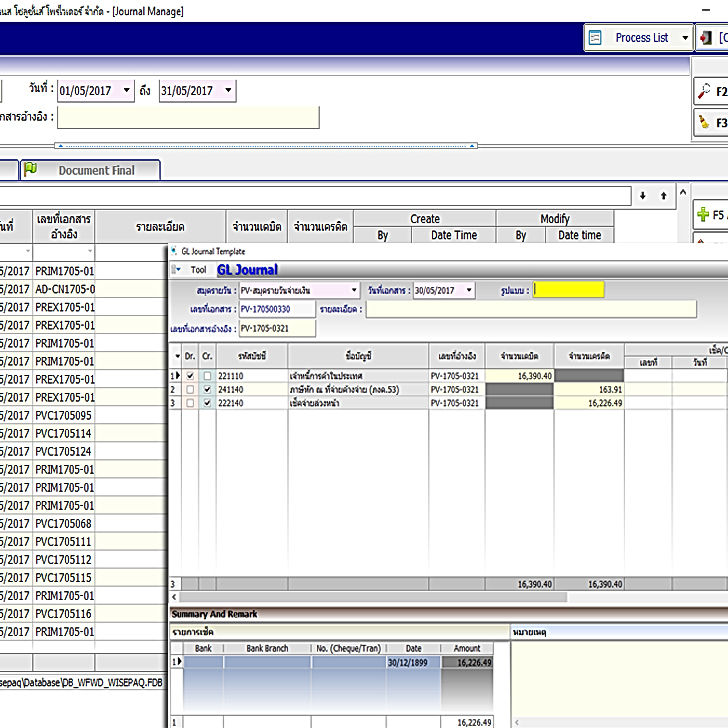 โซลูชั่นส์ โพรไวเดอร์ จำกัด - [Journal Manage]
Process List
วันที่ : 01/05/2017 ถึง 31/05/2017
F2
F3
Document Final
F5
เลขที่เอกสารอ้างอิง รายละเอียด จำนวนเดบิต จำนวนเครดิต Create Modify
By Date Time By Date time
5/2017 PRIM1705-01
5/2017 AD-CN1705-0
5/2017 PREX1705-01
5/2017 PREX1705-01
5/2017 PRIM1705-01
5/2017 PRIM1705-01
5/2017 PREX1705-01
5/2017 PREX1705-01
5/2017 PVC1705095
5/2017 PVC1705114
5/2017 PVC1705124
5/2017 PRIM1705-01
5/2017 PRIM1705-01
5/2017 PRIM1705-01
5/2017 PVC1705068
5/2017 PVC1705111
5/2017 PVC1705112
5/2017 PVC1705115
5/2017 PRIM1705-01
5/2017 PVC1705116
5/2017 PRIM1705-01
sepaq\Database\DB_WFWD_WISEPAQ.FDB
GL Journal Template
Tool GL Journal
สมุดรายวัน : PV-สมุดรายวันจ่ายเงิน วันที่เอกสาร : 30/05/2017 รูปแบบ :
เลขที่เอกสาร : PV-170500330 รายละเอียด :
เลขที่เอกสารอ้างอิง : PV-1705-0321
Dr. Cr. รหัสบัญชี ชื่อบัญชี เลขที่อ้างอิง จำนวนเดบิต จำนวนเครดิต เลขที่ วันที่
1 221110 เจ้าหนี้การค้าในประเทศ PV-1705-0321 16,390.40
2 241140 ภาษีหัก ณ ที่จ่ายค้างจ่าย (ภงด.53) PV-1705-0321 163.91
3 222140 เช็คจ่ายล่วงหน้า PV-1705-0321 16,226.49
3 16,390.40 16,390.40
Summary And Remark
รายการเช็ค หมายเหตุ
Bank Bank Branch No. (Cheque/Tran) Date Amount
1 30/12/1899 16,226.49
1 16,226.49